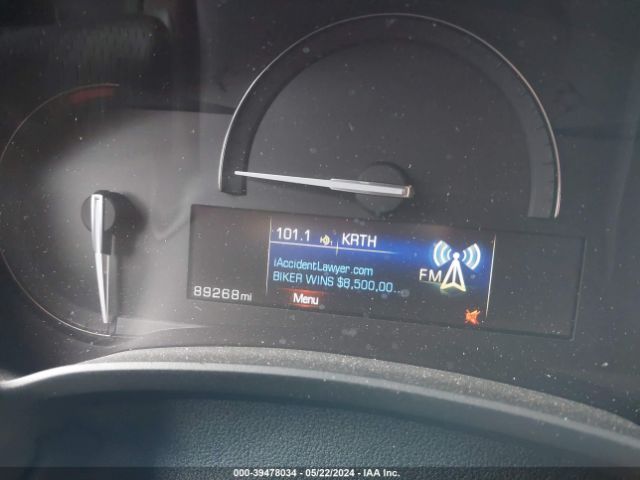 101.1 HD1 KRTH
iAccidentLawyer.com
BIKER WINS $8,500,00...
FM
89268mi
Menu
000-39478034 - 05/22/2024 - IAA Inc.